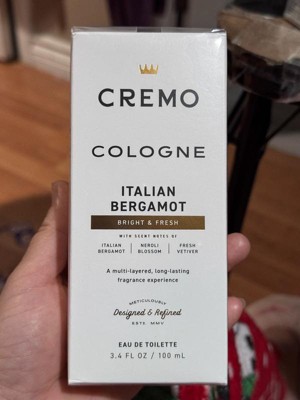 CREMO
COLOGNE
ITALIAN
BERGAMOT
BRIGHT & FRESH
WITH SCENT NOTES OF
ITALIAN BERGAMOT | NEROLI BLOSSOM | FRESH VETIVER
A multi-layered, long-lasting
fragrance experience
METICULOUSLY
Designed & Refined
ESTD. MMV
EAU DE TOILETTE
3.4 FL OZ / 100 mL